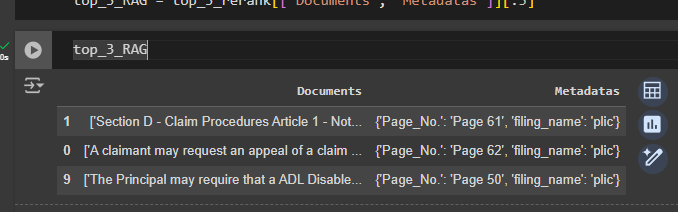 top_3_RAG = top_3_rerank[['Documents', 'Metadatas']][:3]
top_3_RAG
0s
Documents Metadatas
1 ['Section D - Claim Procedures Article 1 - Not... {'Page_No.': 'Page 61', 'filing_name': 'plic'}
0 ['A claimant may request an appeal of a claim ... {'Page_No.': 'Page 62', 'filing_name': 'plic'}
9 ['The Principal may require that a ADL Disable... {'Page_No.': 'Page 50', 'filing_name': 'plic'}